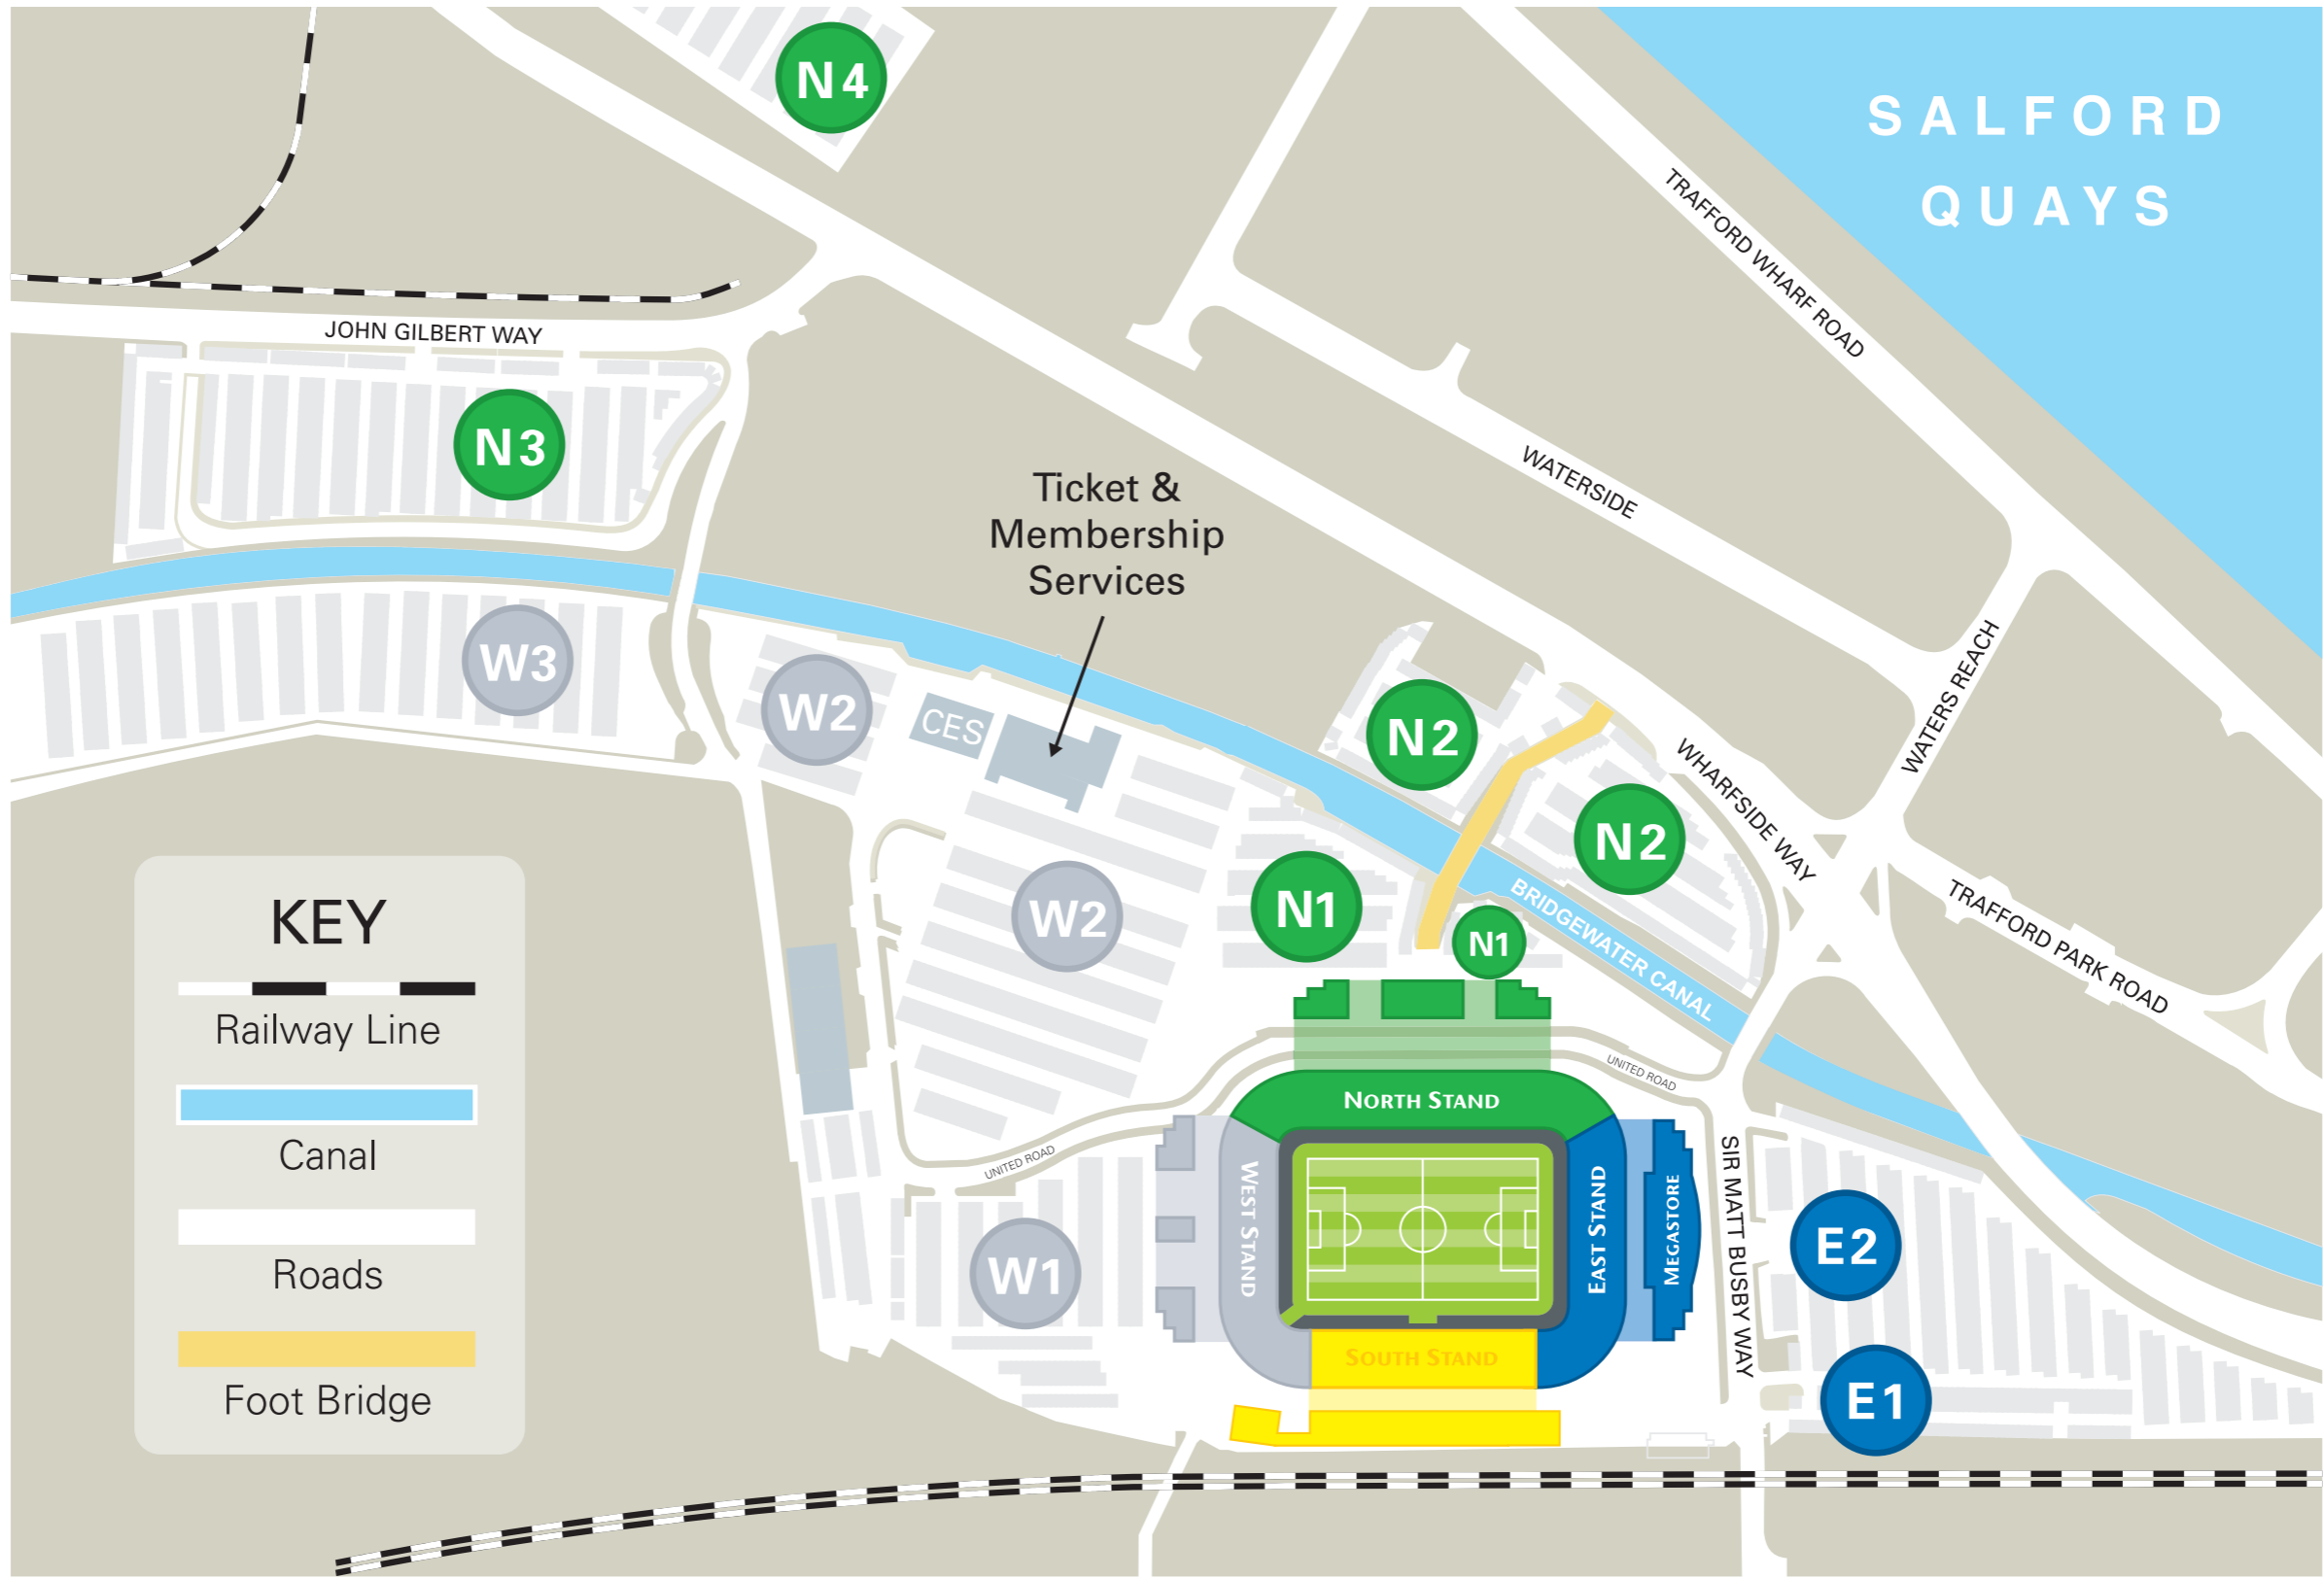 N4
SALFORD
QUAYS
TRAFFORD WHARF ROAD
JOHN GILBERT WAY
N3
Ticket &
Membership
Services
WATERSIDE
W3
W2
CES
N2
WATERS REACH
WHARFSIDE WAY
N2
W2
N1
N1
BRIDGEWATER CANAL
TRAFFORD PARK ROAD
KEY
Railway Line
Canal
Roads
Foot Bridge
UNITED ROAD
UNITED ROAD
NORTH STAND
WEST STAND
EAST STAND
MEGASTORE
SOUTH STAND
SIR MATT BUSBY WAY
W1
E2
E1